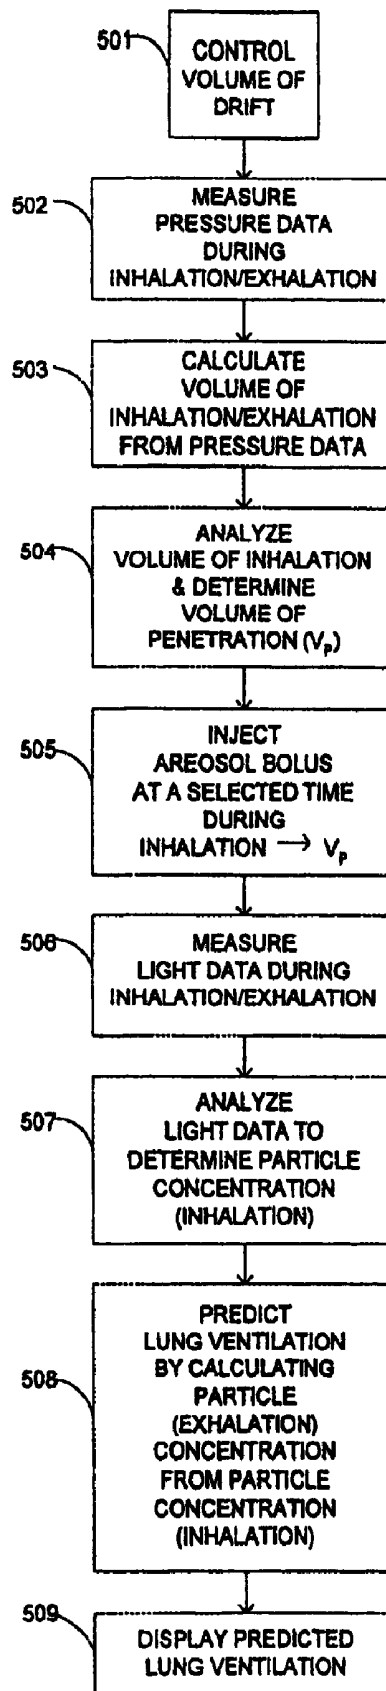 501
CONTROL
VOLUME OF
DRIFT
502
MEASURE
PRESSURE DATA
DURING
INHALATION/EXHALATION
503
CALCULATE
VOLUME OF
INHALATION/EXHALATION
FROM PRESSURE DATA
504
ANALYZE
VOLUME OF INHALATION
& DETERMINE
VOLUME OF
PENETRATION (Vp)
505
INJECT
AREOSOL BOLUS
AT A SELECTED TIME
DURING
INHALATION → Vp
506
MEASURE
LIGHT DATA DURING
INHALATION/EXHALATION
507
ANALYZE
LIGHT DATA TO
DETERMINE PARTICLE
CONCENTRATION
(INHALATION)
508
PREDICT
LUNG VENTILATION
BY CALCULATING
PARTICLE
(EXHALATION)
CONCENTRATION
FROM PARTICLE
CONCENTRATION
(INHALATION)
509
DISPLAY PREDICTED
LUNG VENTILATION